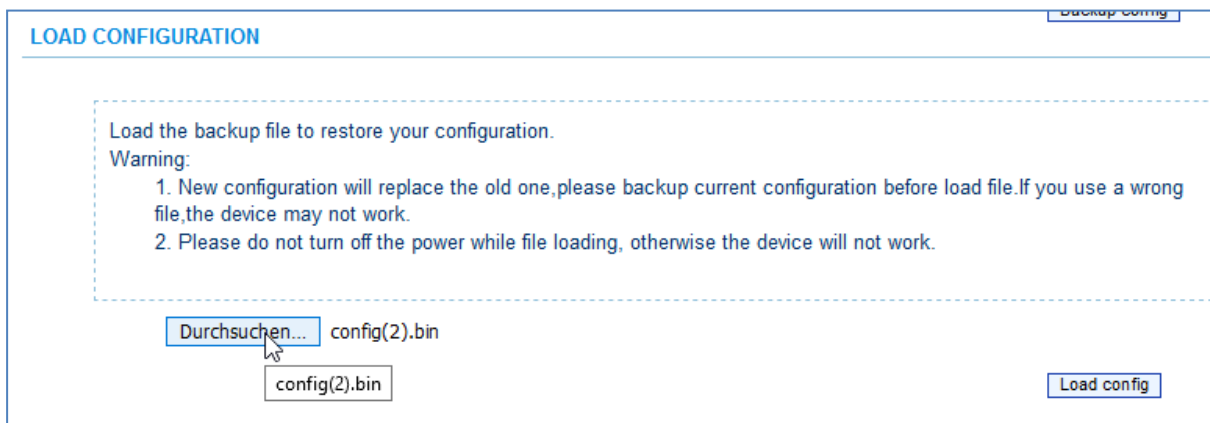 Backup config
LOAD CONFIGURATION
Load the backup file to restore your configuration.
Warning:
1. New configuration will replace the old one,please backup current configuration before load file.If you use a wrong
file,the device may not work.
2. Please do not turn off the power while file loading, otherwise the device will not work.
Durchsuchen... config(2).bin
config(2).bin
Load config